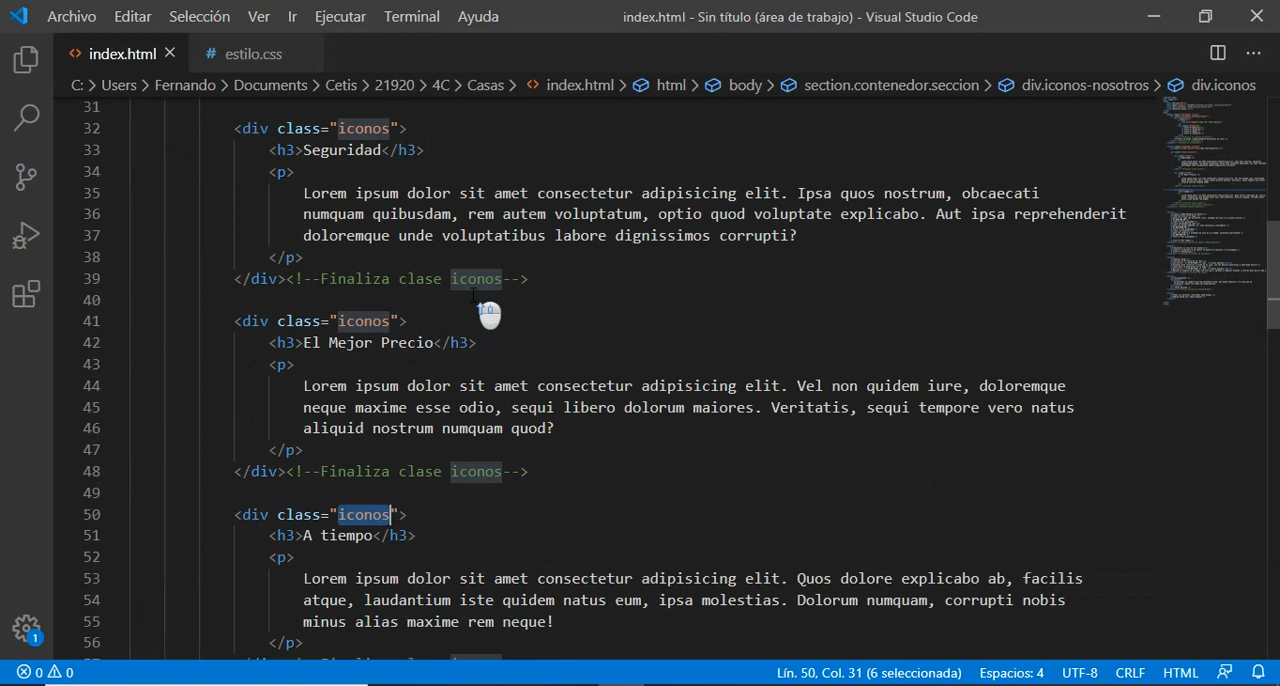 Archivo Editar Selección Ver Ir Ejecutar Terminal Ayuda index.html - Sin título (área de trabajo) - Visual Studio Code
index.html # estilo.css
C: > Users > Fernando > Documents > Cetis > 21920 > 4C > Casas > index.html > html > body > section.contenedor.seccion > div.iconos-nosotros > div.iconos
31
32 <div class="iconos">
33 <h3>Seguridad</h3>
34 <p>
35 Lorem ipsum dolor sit amet consectetur adipisicing elit. Ipsa quos nostrum, obcaecati
36 numquam quibusdam, rem autem voluptatum, optio quod voluptate explicabo. Aut ipsa reprehenderit
37 doloremque unde voluptatibus labore dignissimos corrupti?
38 </p>
39 </div><!--Finaliza clase iconos-->
40
41 <div class="iconos">
42 <h3>El Mejor Precio</h3>
43 <p>
44 Lorem ipsum dolor sit amet consectetur adipisicing elit. Vel non quidem iure, doloremque
45 neque maxime esse odio, sequi libero dolorum maiores. Veritatis, sequi tempore vero natus
46 aliquid nostrum numquam quod?
47 </p>
48 </div><!--Finaliza clase iconos-->
49
50 <div class="iconos">
51 <h3>A tiempo</h3>
52 <p>
53 Lorem ipsum dolor sit amet consectetur adipisicing elit. Quos dolore explicabo ab, facilis
54 atque, laudantium iste quidem natus eum, ipsa molestias. Dolorum numquam, corrupti nobis
55 minus alias maxime rem neque!
56 </p>
1
0 0 Lín. 50, Col. 31 (6 seleccionada) Espacios: 4 UTF-8 CRLF HTML